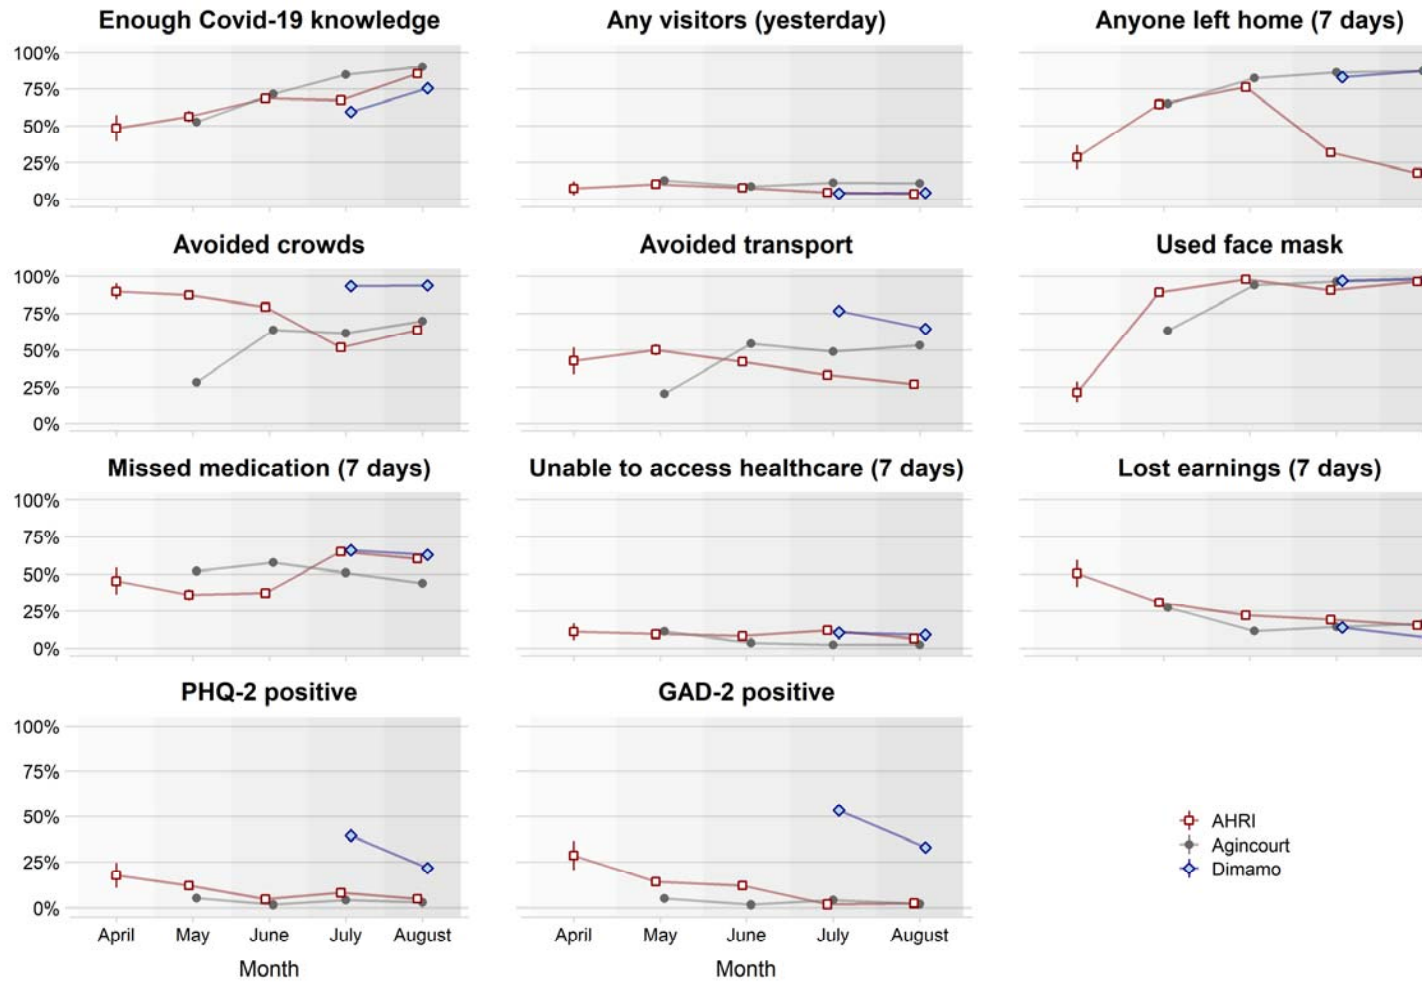 Enough Covid-19 knowledge
Any visitors (yesterday)
Anyone left home (7 days)
100%
75%
50%
25%
0%
Avoided crowds
Avoided transport
Used face mask
100%
75%
50%
25%
0%
Missed medication (7 days)
Unable to access healthcare (7 days)
Lost earnings (7 days)
100%
75%
50%
25%
0%
PHQ-2 positive
GAD-2 positive
100%
75%
50%
25%
0%
AHRI
Agincourt
Dimamo
April May June July August
April May June July August
Month
Month